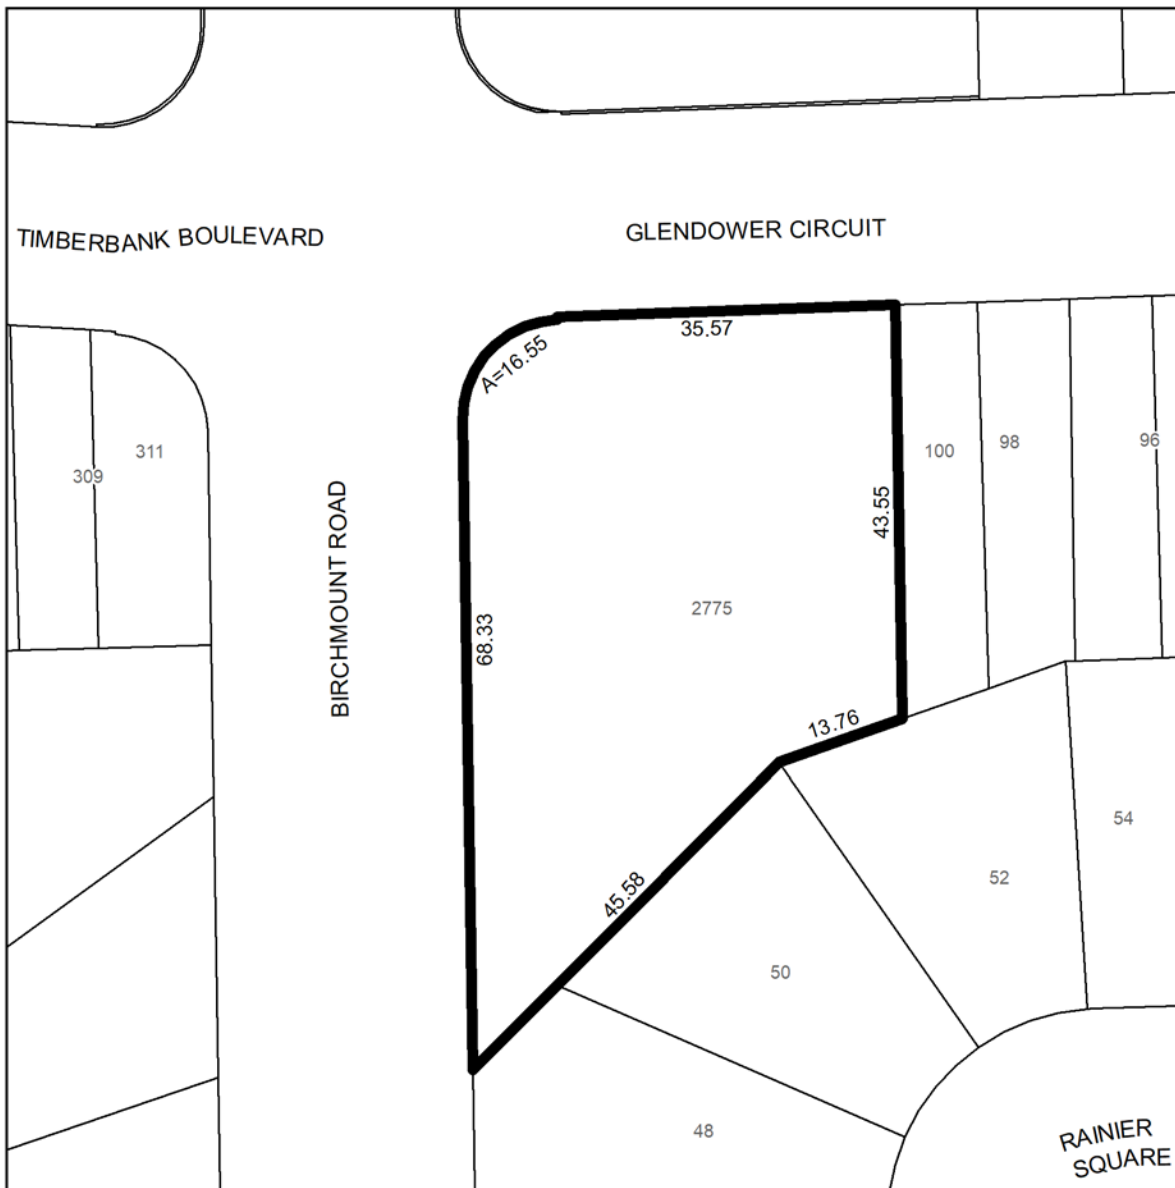 TIMBERBANK BOULEVARD
GLENDOWER CIRCUIT
35.57
A=16.55
309
311
100
98
96
43.55
BIRCHMOUNT ROAD
68.33
2775
13.76
45.58
54
52
50
48
RAINIER
SQUARE